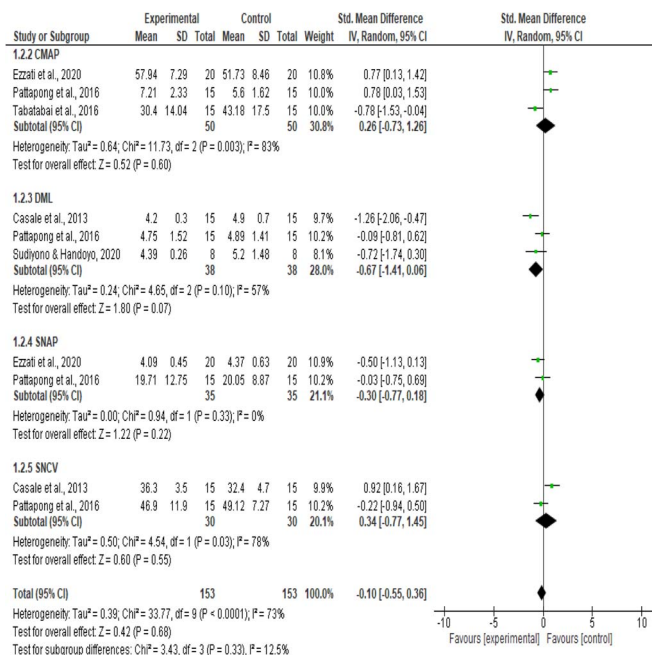 Experimental Control Std. Mean Difference Std. Mean Difference
Study or Subgroup Mean SD Total Mean SD Total Weight IV, Random, 95% CI IV, Random, 95% CI
1.2.2 CMAP
Ezzati et al., 2020 57.94 7.29 20 51.73 8.46 20 10.8% 0.77 [0.13, 1.42]
Pattapong et al., 2016 7.21 2.33 15 5.6 1.62 15 10.0% 0.78 [0.03, 1.53]
Tabatabai et al., 2016 30.4 14.04 15 43.18 17.5 15 10.0% -0.78 [-1.53, -0.04]
Subtotal (95% CI) 50 50 30.8% 0.26 [-0.73, 1.26]
Heterogeneity: Tau² = 0.64; Chi² = 11.73, df = 2 (P = 0.003); I² = 83%
Test for overall effect: Z = 0.52 (P = 0.60)
1.2.3 DML
Casale et al., 2013 4.2 0.3 15 4.9 0.7 15 9.7% -1.26 [-2.06, -0.47]
Pattapong et al., 2016 4.75 1.52 15 4.89 1.41 15 10.2% -0.09 [-0.81, 0.62]
Sudiyono & Handoyo, 2020 4.39 0.26 8 5.2 1.48 8 8.1% -0.72 [-1.74, 0.30]
Subtotal (95% CI) 38 38 28.0% -0.67 [-1.41, 0.06]
Heterogeneity: Tau² = 0.24; Chi² = 4.65, df = 2 (P = 0.10); I² = 57%
Test for overall effect: Z = 1.80 (P = 0.07)
1.2.4 SNAP
Ezzati et al., 2020 4.09 0.45 20 4.37 0.63 20 10.9% -0.50 [-1.13, 0.13]
Pattapong et al., 2016 19.71 12.75 15 20.05 8.87 15 10.2% -0.03 [-0.75, 0.69]
Subtotal (95% CI) 35 35 21.1% -0.30 [-0.77, 0.18]
Heterogeneity: Tau² = 0.00; Chi² = 0.94, df = 1 (P = 0.33); I² = 0%
Test for overall effect: Z = 1.22 (P = 0.22)
1.2.5 SNCV
Casale et al., 2013 36.3 3.5 15 32.4 4.7 15 9.9% 0.92 [0.16, 1.67]
Pattapong et al., 2016 46.9 11.9 15 49.12 7.27 15 10.2% -0.22 [-0.94, 0.50]
Subtotal (95% CI) 30 30 20.1% 0.34 [-0.77, 1.45]
Heterogeneity: Tau² = 0.50; Chi² = 4.54, df = 1 (P = 0.03); I² = 78%
Test for overall effect: Z = 0.60 (P = 0.55)
Total (95% CI) 153 153 100.0% -0.10 [-0.55, 0.36]
Heterogeneity: Tau² = 0.39; Chi² = 33.77, df = 9 (P < 0.0001); I² = 73%
Test for overall effect: Z = 0.42 (P = 0.68)
Test for subgroup differences: Chi² = 3.43, df = 3 (P = 0.33), I² = 12.5%
-10 -5 0 5 10
Favours [experimental] Favours [control]